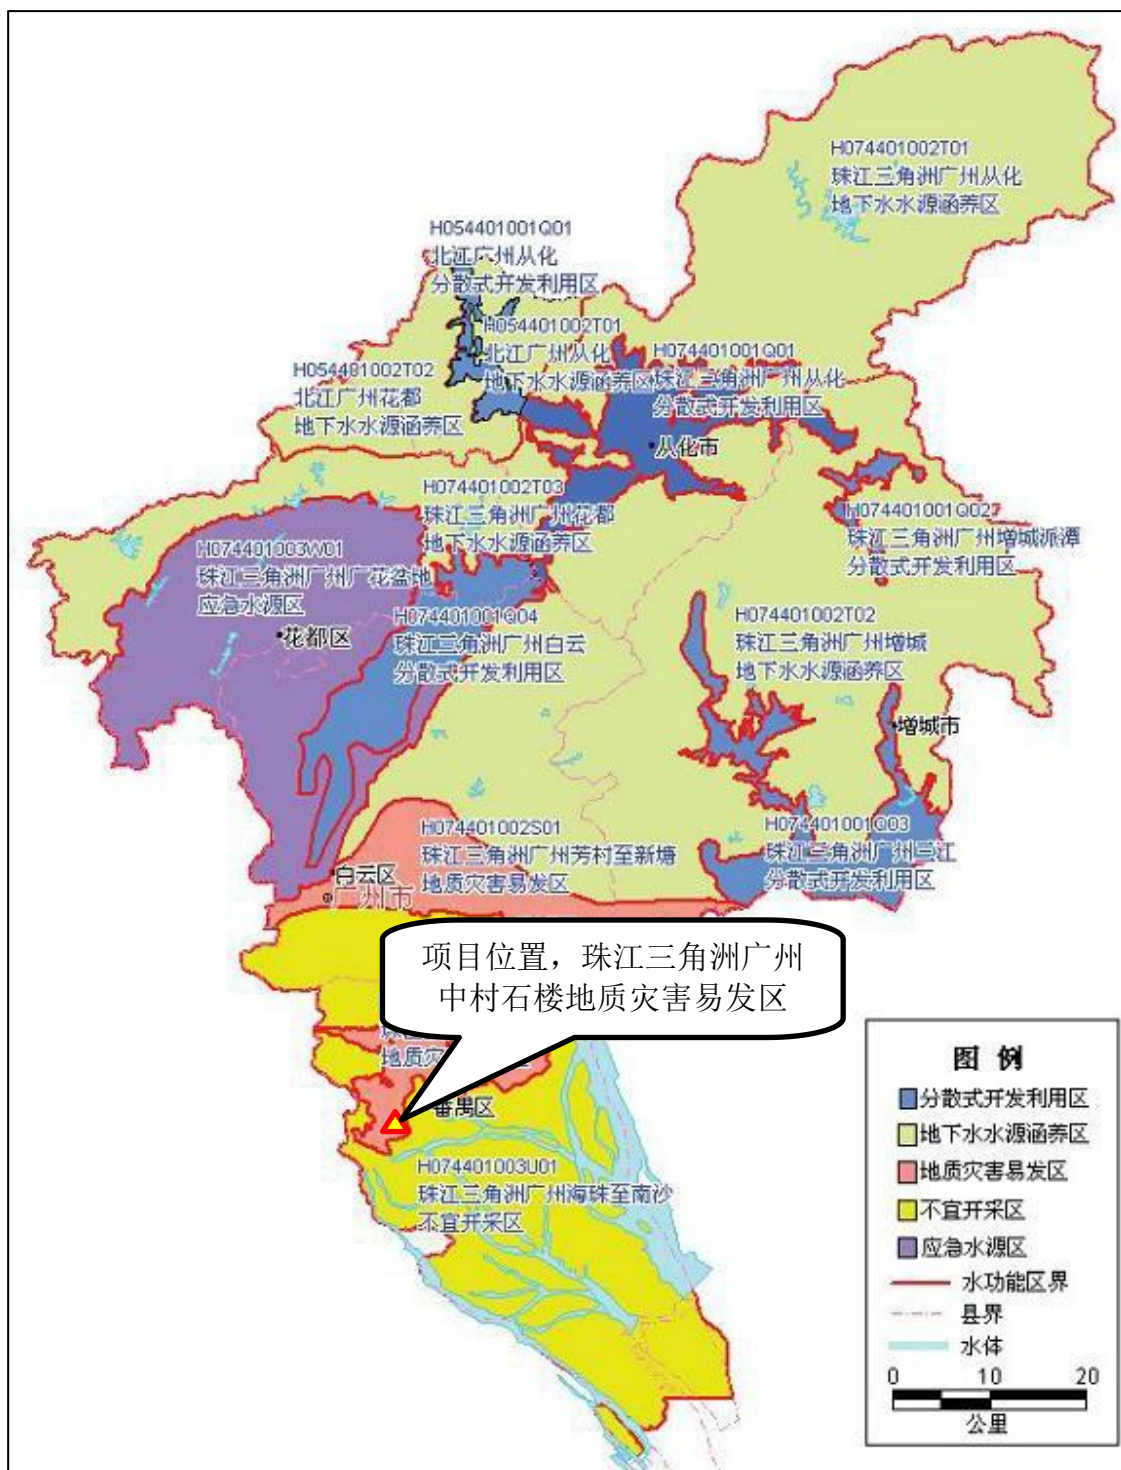 H074401002T01
珠江三角洲广州从化
地下水水源涵养区
H054401001Q01
北江广州从化
分散式开发利用区
H054401002T01
北江广州从化
地下水水源涵养区
H074401001Q01
珠江三角洲广州从化
分散式开发利用区
H054401002T02
北江广州花都
地下水水源涵养区
从化市
H074401002T03
珠江三角洲广州花都
地下水水源涵养区
H074401001Q02
珠江三角洲广州增城派潭
分散式开发利用区
H074401003W01
珠江三角洲广州广花盆地
应急水源区
花都区
H074401001Q04
珠江三角洲广州白云
分散式开发利用区
H074401002T02
珠江三角洲广州增城
地下水水源涵养区
增城市
H074401002S01
珠江三角洲广州芳村至新塘
地质灾害易发区
H074401001Q03
珠江三角洲广州三江
分散式开发利用区
白云区
广州市
项目位置，珠江三角洲广州
中村石楼地质灾害易发区
地质灾
番禺区
H074401003U01
珠江三角洲广州海珠至南沙
不宜开采区
图 例
分散式开发利用区
地下水水源涵养区
地质灾害易发区
不宜开采区
应急水源区
水功能区界
县界
水体
0 10 20
公里